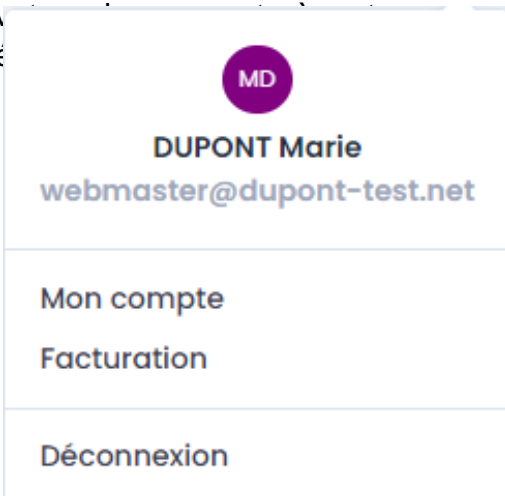 MD
DUPONT Marie
webmaster@dupont-test.net
Mon compte
Facturation
Déconnexion